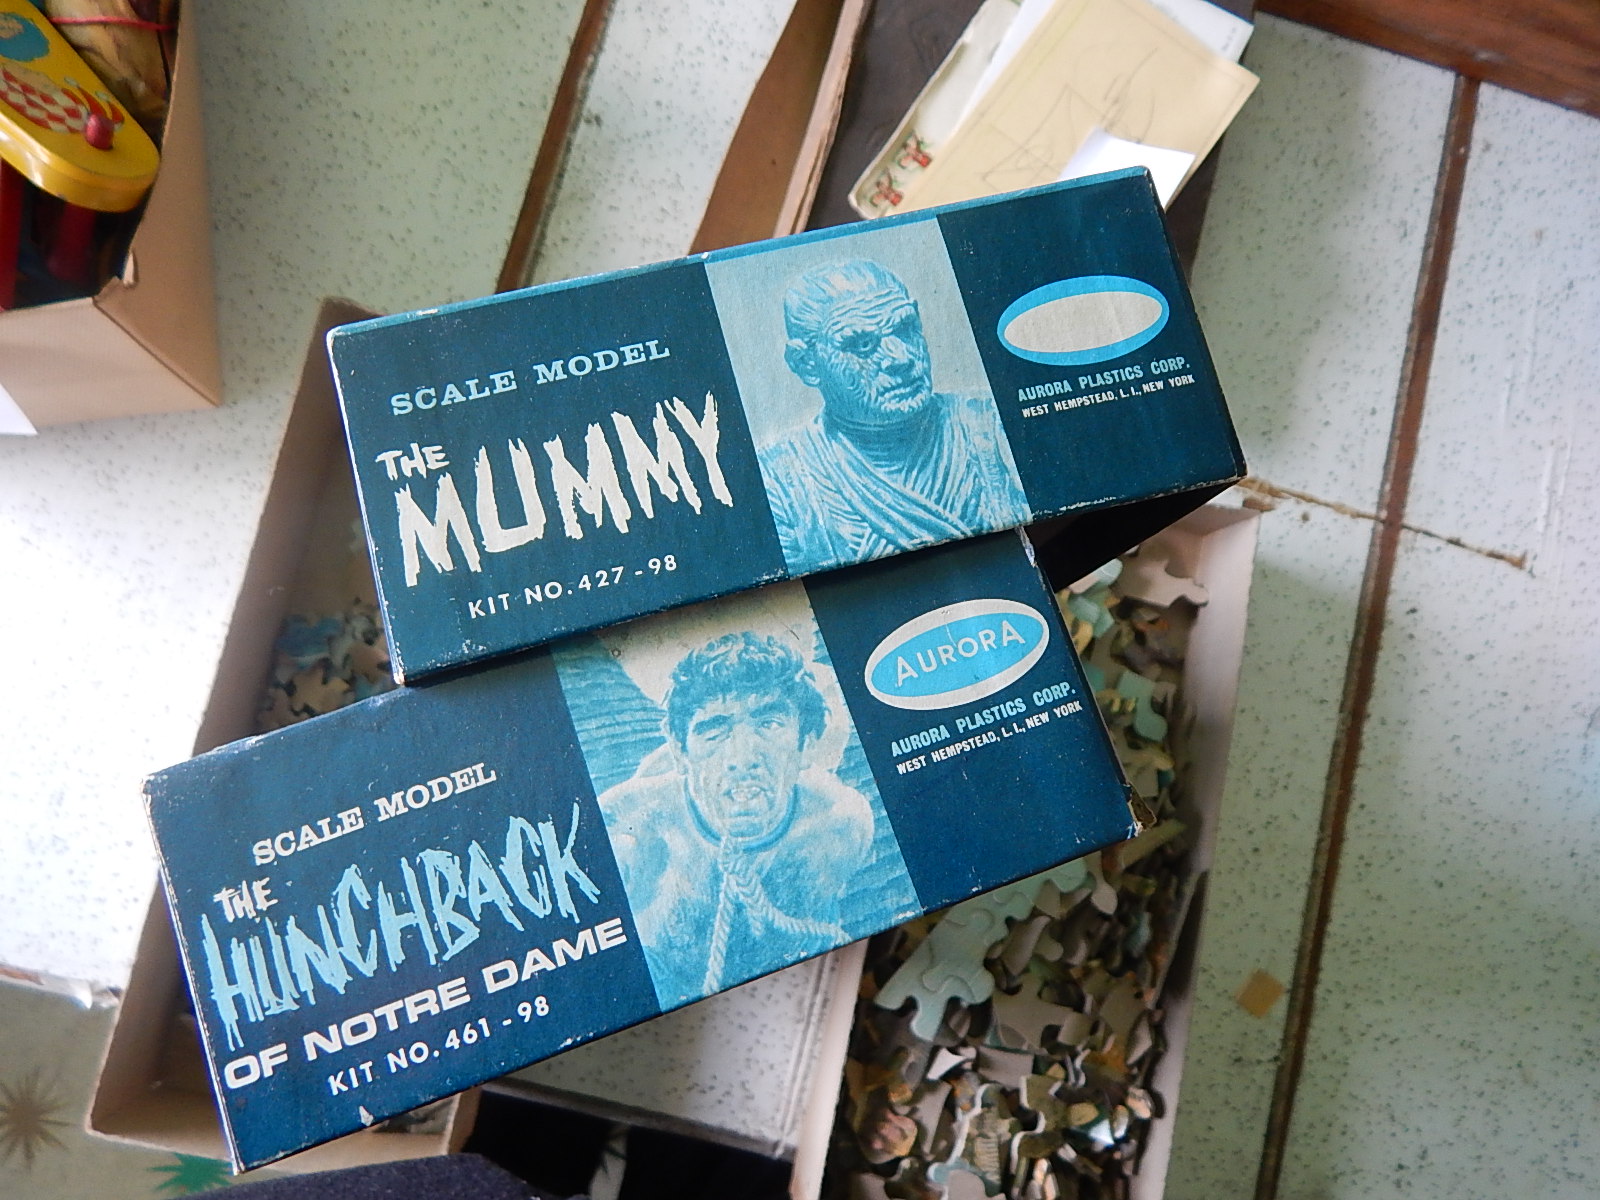 SCALE MODEL
THE
MUMMY
KIT NO. 427 - 98
AURORA PLASTICS CORP.
WEST HEMPSTEAD, L. I., NEW YORK
SCALE MODEL
THE
HUNCHBACK
OF NOTRE DAME
KIT NO. 461 - 98
AURORA
AURORA PLASTICS CORP.
WEST HEMPSTEAD, L. I., NEW YORK